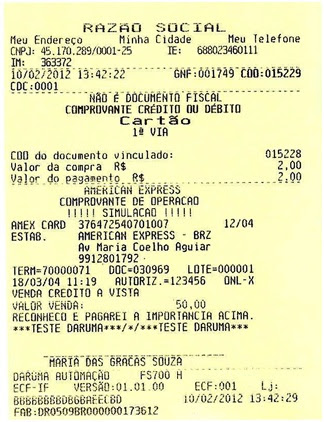 RAZÃO SOCIAL
Meu Endereço Minha Cidade Meu Telefone
CNPJ: 45.170.289/0001-25 IE: 688023460111
IM: 363372
10/02/2012 13:42:22 GNF:001749 COO:015229
CDC:0001
NÃO É DOCUMENTO FISCAL
COMPROVANTE CRÉDITO OU DÉBITO
Cartão
1ª VIA
COO do documento vinculado: 015228
Valor da compra R$ 2,00
Valor do pagamento R$ 2,00
AMERICAN EXPRESS
COMPROVANTE DE OPERACAO
!!!!! SIMULACAO !!!!!
AMEX CARD 376472540701007 12/04
ESTAB. AMERICAN EXPRESS - BRZ
Av Maria Coelho Aguiar
9912801792
TERM=70000071 DOC=030969 LOTE=000001
18/03/04 11:19 AUTORIZ.=123456 ONL-X
VENDA CREDITO A VISTA
VALOR VENDA: 50,00
RECONHECO E PAGAREI A IMPORTANCIA ACIMA.
***TESTE DARUMA***/*/***TESTE DARUMA***
MARIA DAS GRACAS SOUZA
DARUMA AUTOMAÇÃO FS700 H
ECF-IF VERSÃO:01.01.00 ECF:001 Lj:
10/02/2012 13:42:29
FAB:DR0509BR000000173612